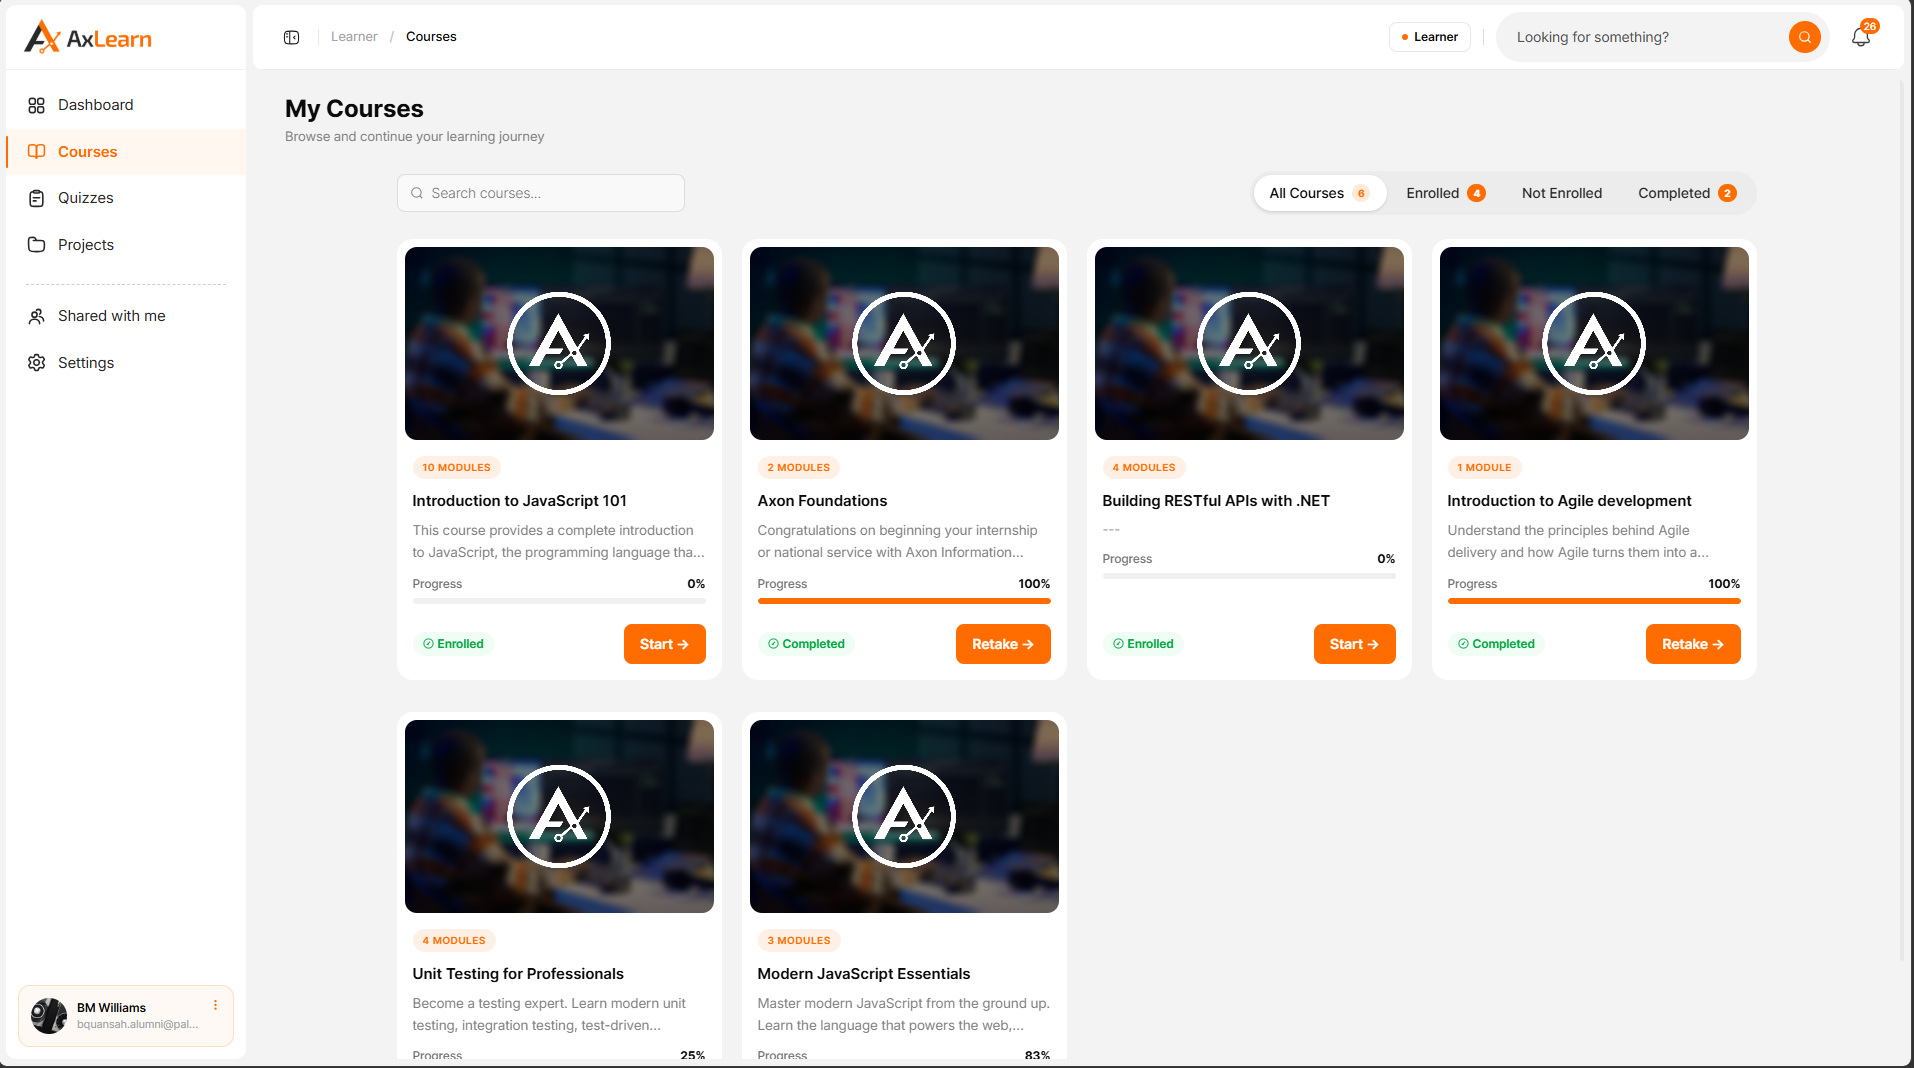 AxLearn
Learner / Courses
Learner
Looking for something?
26
Dashboard
Courses
Quizzes
Projects
Shared with me
Settings
My Courses
Browse and continue your learning journey
Search courses...
All Courses 6
Enrolled 4
Not Enrolled
Completed 2
10 MODULES
Introduction to JavaScript 101
This course provides a complete introduction
to JavaScript, the programming language tha...
Progress 0%
Enrolled
Start →
2 MODULES
Axon Foundations
Congratulations on beginning your internship
or national service with Axon Information...
Progress 100%
Completed
Retake →
4 MODULES
Building RESTful APIs with .NET
---
Progress 0%
Enrolled
Start →
1 MODULE
Introduction to Agile development
Understand the principles behind Agile
delivery and how Agile turns them into a...
Progress 100%
Completed
Retake →
4 MODULES
Unit Testing for Professionals
Become a testing expert. Learn modern unit
testing, integration testing, test-driven...
Progress 25%
3 MODULES
Modern JavaScript Essentials
Master modern JavaScript from the ground up.
Learn the language that powers the web,...
Progress 83%
BM Williams
bquansah.alumni@pal...